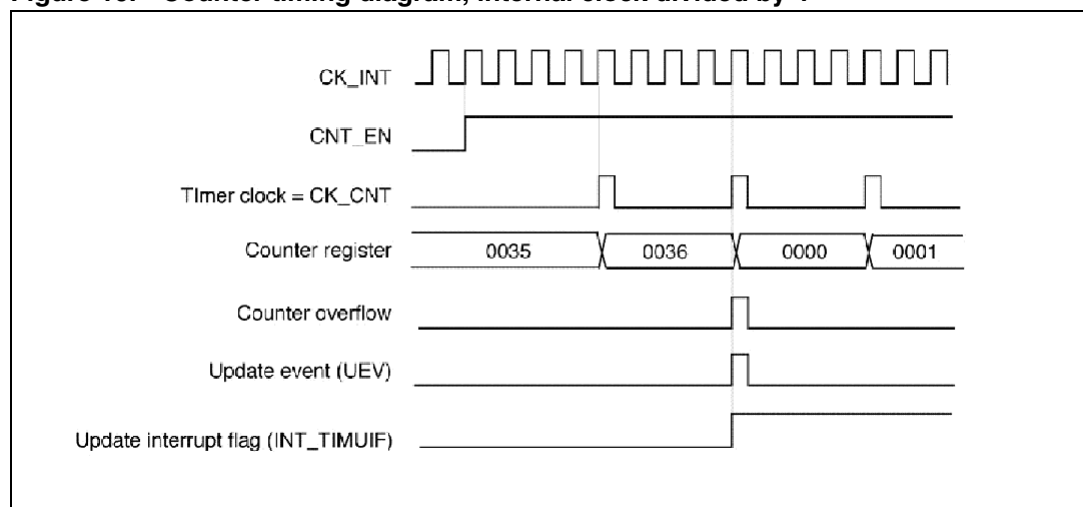 CK_INT
CNT_EN
TImer clock = CK_CNT
Counter register 0035 0036 0000 0001
Counter overflow
Update event (UEV)
Update interrupt flag (INT_TIMUIF)